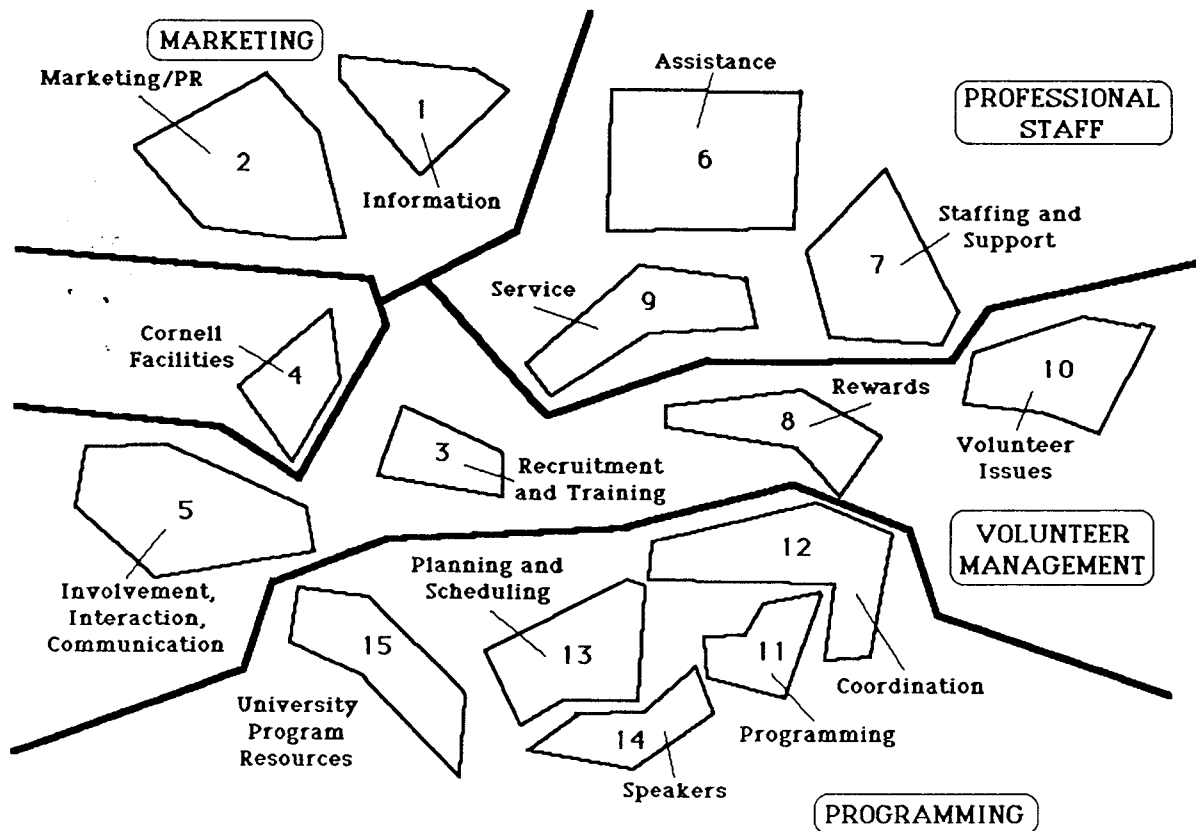 MARKETING
Marketing/PR
2
1
Information
Assistance
6
PROFESSIONAL
STAFF
Staffing and
Support
7
Service
9
Cornell
Facilities
4
10
Volunteer
Issues
Rewards
8
3
Recruitment
and Training
5
Involvement,
Interaction,
Communication
VOLUNTEER
MANAGEMENT
12
Planning and
Scheduling
13
11
Coordination
15
University
Program
Resources
14
Programming
Speakers
PROGRAMMING